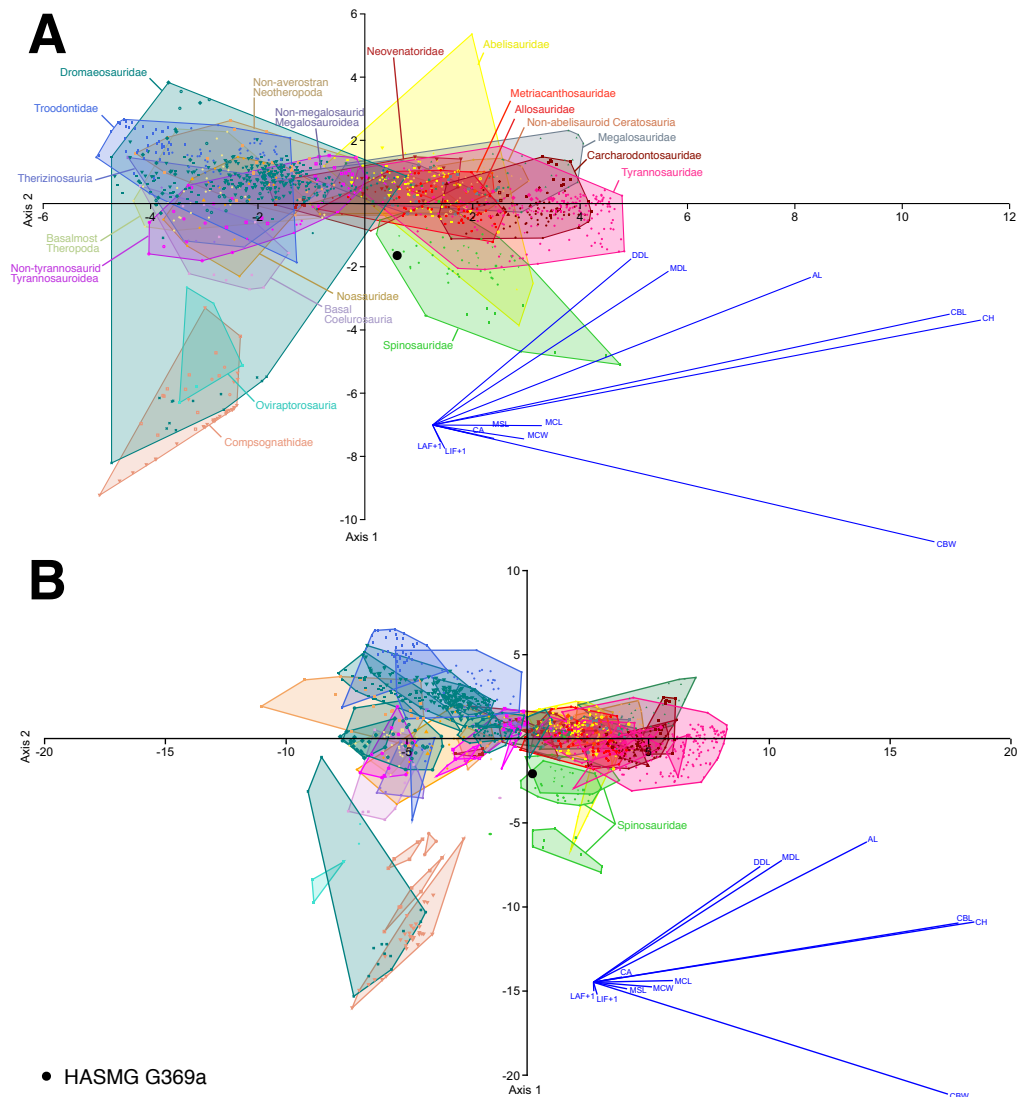 A
6
Abelisauridae
Neovenatoridae
4
Dromaeosauridae
Non-averostran
Neotheropoda
Metriacanthosauridae
Troodontidae
Non-megalosaurid
Megalosauroidea
Allosauridae
Non-abelisauroid Ceratosauria
2
Megalosauridae
Carcharodontosauridae
Therizinosauria
Tyrannosauridae
Axis 2
-6
-4
-2
2
4
6
8
10
12
Basalmost
Theropoda
Non-tyrannosaurid
Tyrannosauroidea
-2
DDL
MDL
AL
Noasauridae
Basal
Coelurosauria
CBL
CH
Spinosauridae
-6
Oviraptorosauria
MSL
MCL
CA
MCW
Compsognathidae
LAF+1
LIF+1
-8
-10
CBW
Axis 1
B
10
5
Axis 2
-20
-15
-10
-5
5
10
15
20
-5
Spinosauridae
AL
DDL
MDL
-10
CBL
CH
CA
MCL
MSL
MCW
-15
LAF+1
LIF+1
HASMG G369a
-20
Axis 1
CBW